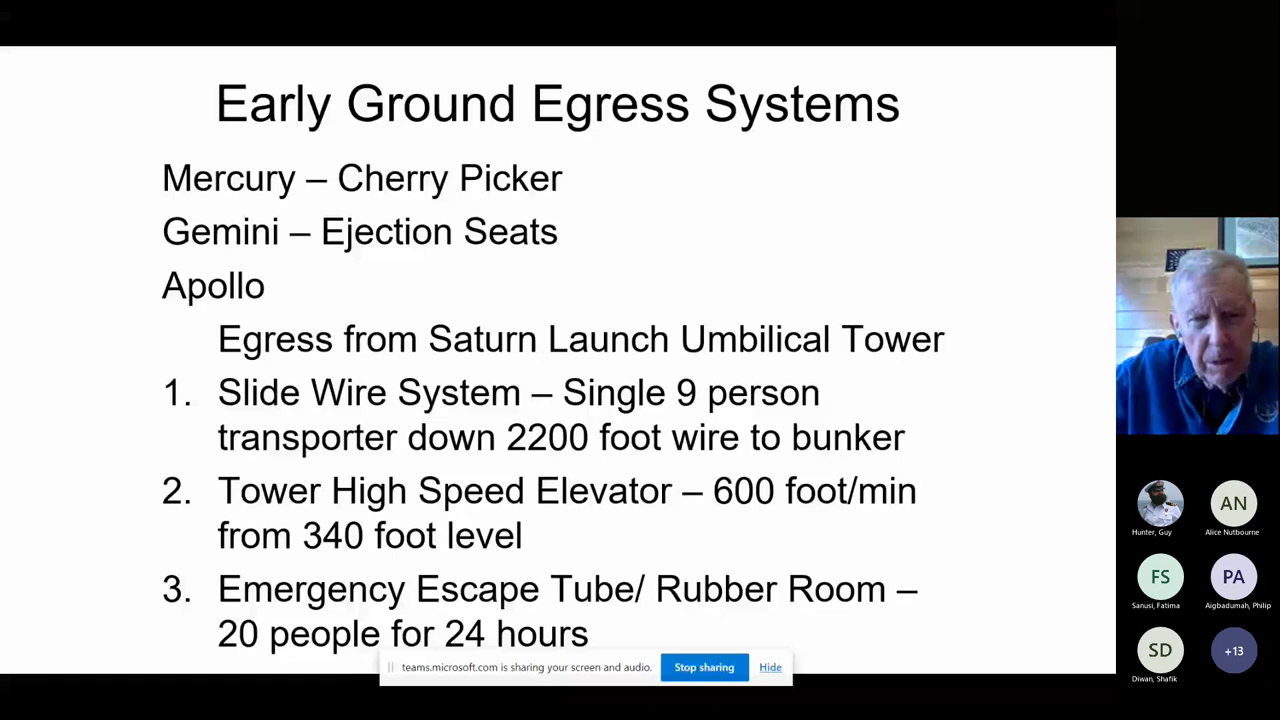 Early Ground Egress Systems
Mercury – Cherry Picker
Gemini – Ejection Seats
Apollo
Egress from Saturn Launch Umbilical Tower
1. Slide Wire System – Single 9 person
transporter down 2200 foot wire to bunker
2. Tower High Speed Elevator – 600 foot/min
from 340 foot level
3. Emergency Escape Tube/ Rubber Room –
20 people for 24 hours
teams.microsoft.com is sharing your screen and audio.
Stop sharing
Hide
AN
Hunter, Guy
Alice Nutbourne
FS
PA
Sanusi, Fatima
Aigbadumah, Philip
SD
+13
Diwan, Shafik